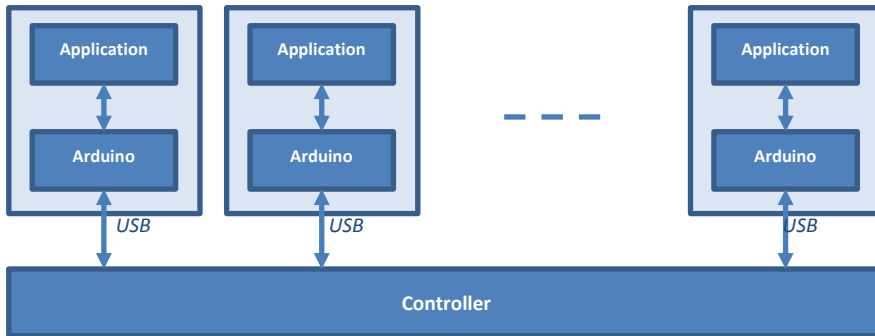 Application
Application
Application
Arduino
Arduino
Arduino
USB
USB
USB
Controller